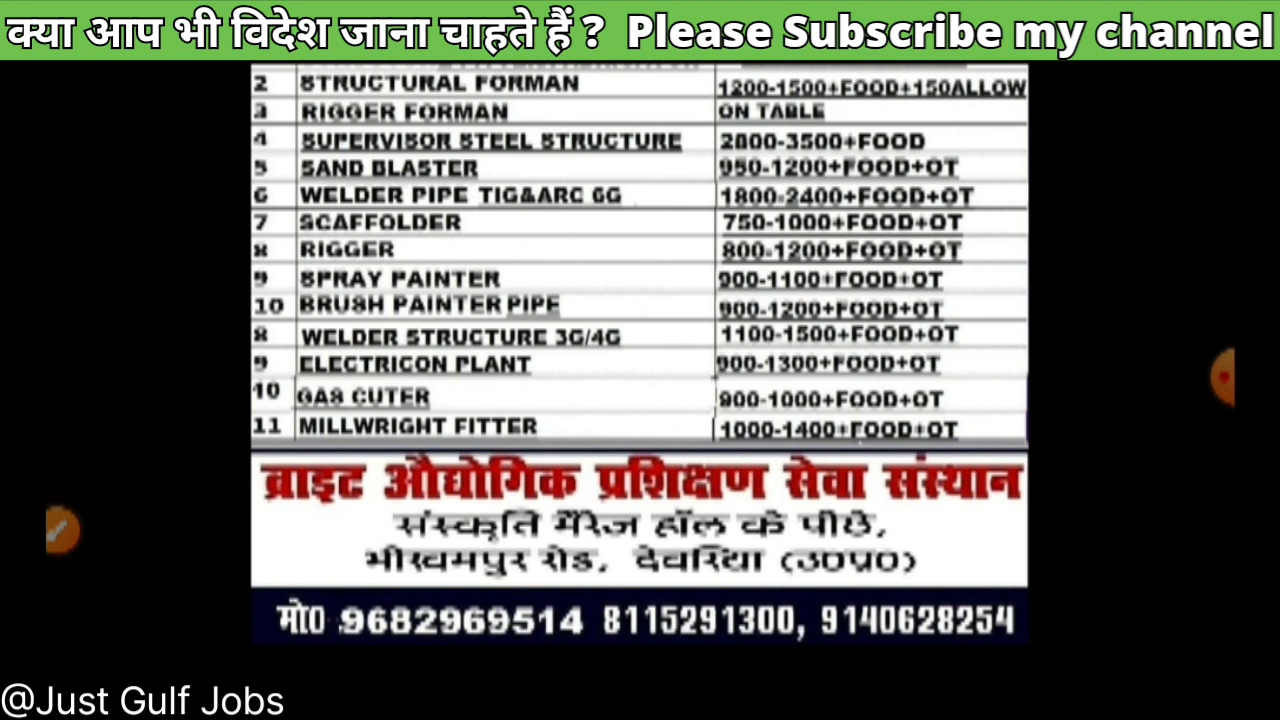 क्या आप भी विदेश जाना चाहते हैं ? Please Subscribe my channel
2 STRUCTURAL FORMAN 1200-1500+FOOD+150ALLOW
3 RIGGER FORMAN ON TABLE
4 SUPERVISOR STEEL STRUCTURE 2800-3500+FOOD
5 SAND BLASTER 950-1200+FOOD+OT
6 WELDER PIPE TIG&ARC 6G 1800-2400+FOOD+OT
7 SCAFFOLDER 750-1000+FOOD+OT
8 RIGGER 800-1200+FOOD+OT
9 SPRAY PAINTER 900-1100+FOOD+OT
10 BRUSH PAINTER PIPE 900-1200+FOOD+OT
8 WELDER STRUCTURE 3G/4G 1100-1500+FOOD+OT
9 ELECTRICON PLANT 900-1300+FOOD+OT
10 GAS CUTER 900-1000+FOOD+OT
11 MILLWRIGHT FITTER 1000-1400+FOOD+OT
ब्राइट औद्योगिक प्रशिक्षण सेवा संस्थान
संस्कृति मैरेज हॉल के पीछे,
भीखमपुर रोड, देवरिया (उ0प्र0)
मो0 9682969514 8115291300, 9140628254
@Just Gulf Jobs